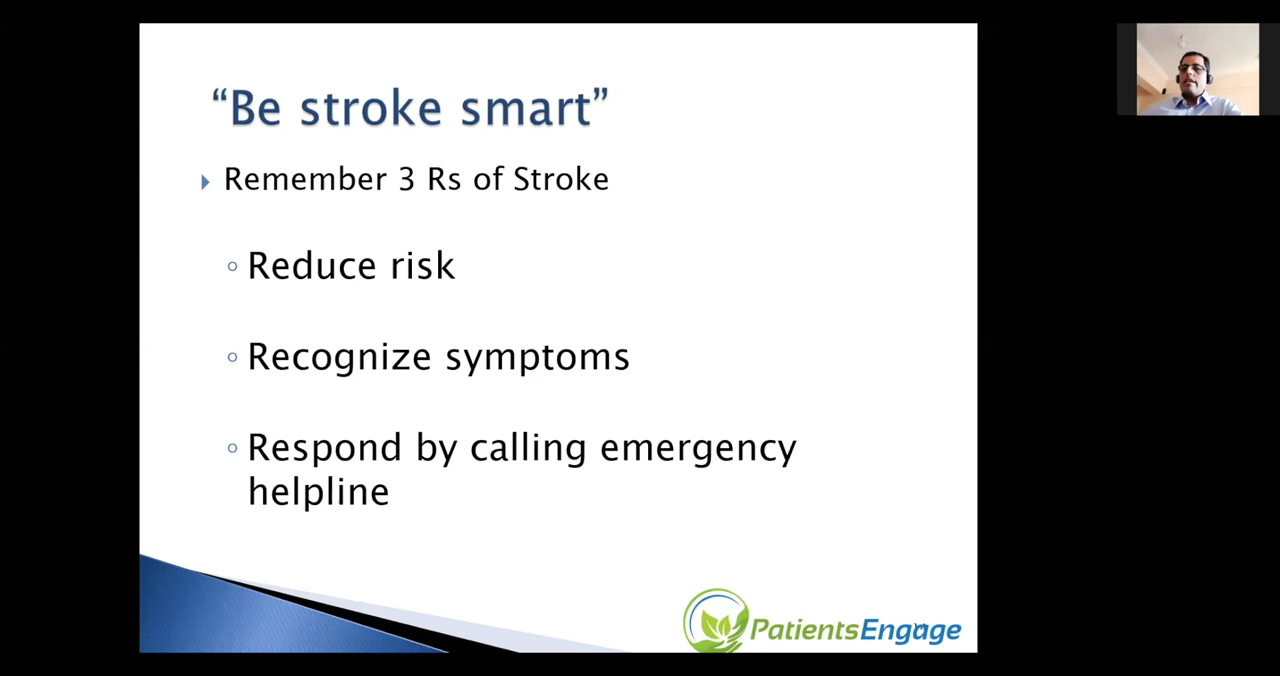 “Be stroke smart”
Remember 3 Rs of Stroke
Reduce risk
Recognize symptoms
Respond by calling emergency
helpline
PatientsEngage